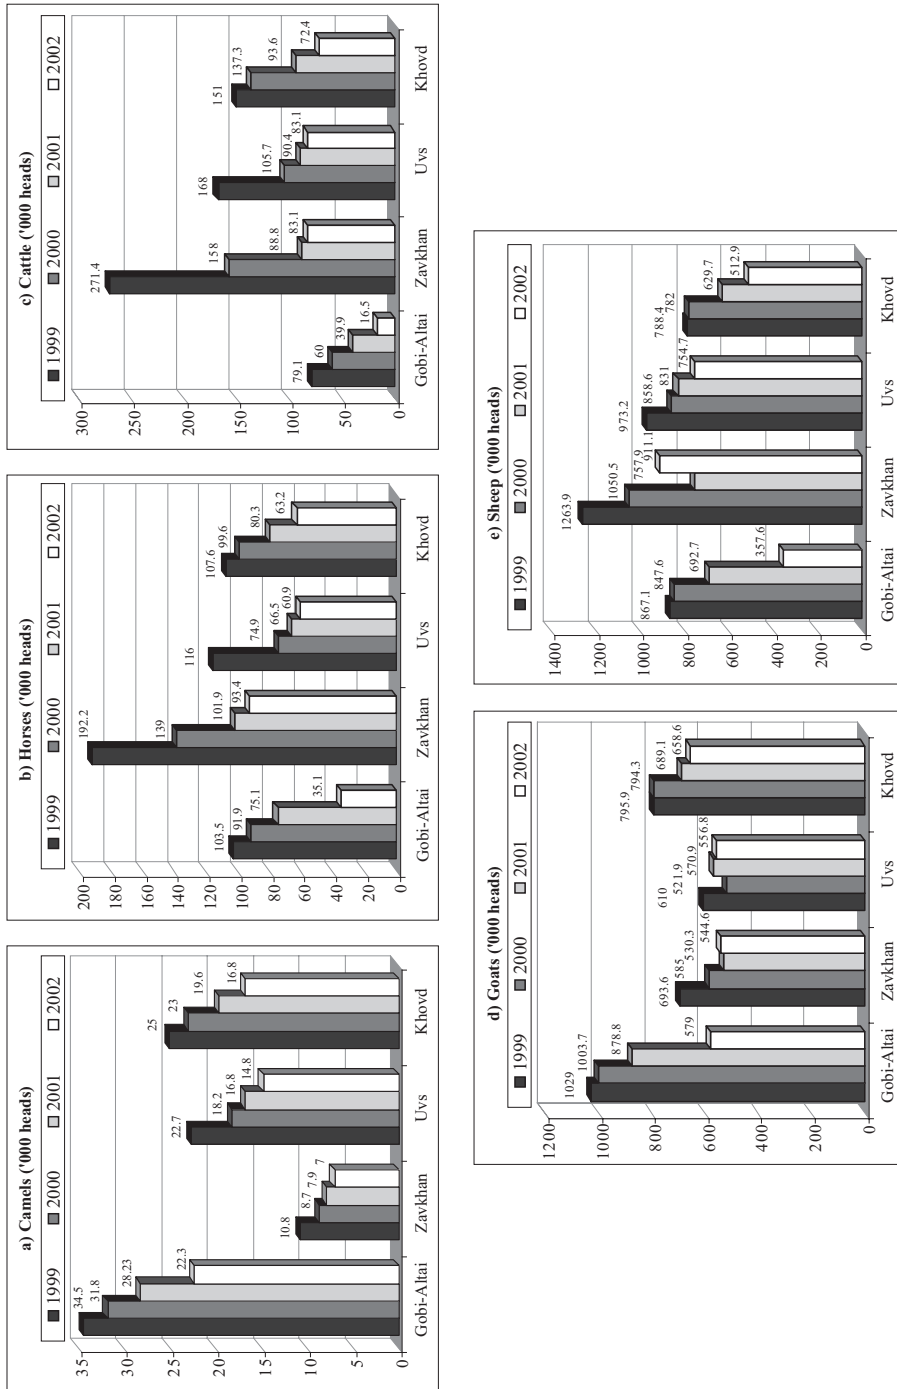 a) Camels ('000 heads)
1999 2000 2001 2002
35
30
25
20
15
10
5
0
34.5 31.8 28.23 22.3
10.8 8.7 7.9 7
22.7 18.2 16.8 14.8
25 23 19.6 16.8
Gobi-Altai Zavkhan Uvs Khovd
b) Horses ('000 heads)
1999 2000 2001 2002
200
180
160
140
120
100
80
60
40
20
0
103.5 91.9 75.1 35.1
192.2 139 101.9 93.4
116 74.9 66.5 60.9
107.6 99.6 80.3 63.2
Gobi-Altai Zavkhan Uvs Khovd
c) Cattle ('000 heads)
1999 2000 2001 2002
300
250
200
150
100
50
0
79.1 60 39.9 16.5
271.4 158 88.8 83.1
168 105.7 90.4 83.1
151 137.3 93.6 72.4
Gobi-Altai Zavkhan Uvs Khovd
d) Goats ('000 heads)
1999 2000 2001 2002
1200
1000
800
600
400
200
0
1029 1003.7 878.8 579
693.6 585 530.3 544.6
610 521.9 570.9 556.8
795.9 794.3 689.1 658.6
Gobi-Altai Zavkhan Uvs Khovd
e) Sheep ('000 heads)
1999 2000 2001 2002
1400
1200
1000
800
600
400
200
0
867.1 847.6 692.7 357.6
1263.9 1050.5 757.9 911.1
973.2 858.6 831 754.7
788.4 782 629.7 512.9
Gobi-Altai Zavkhan Uvs Khovd